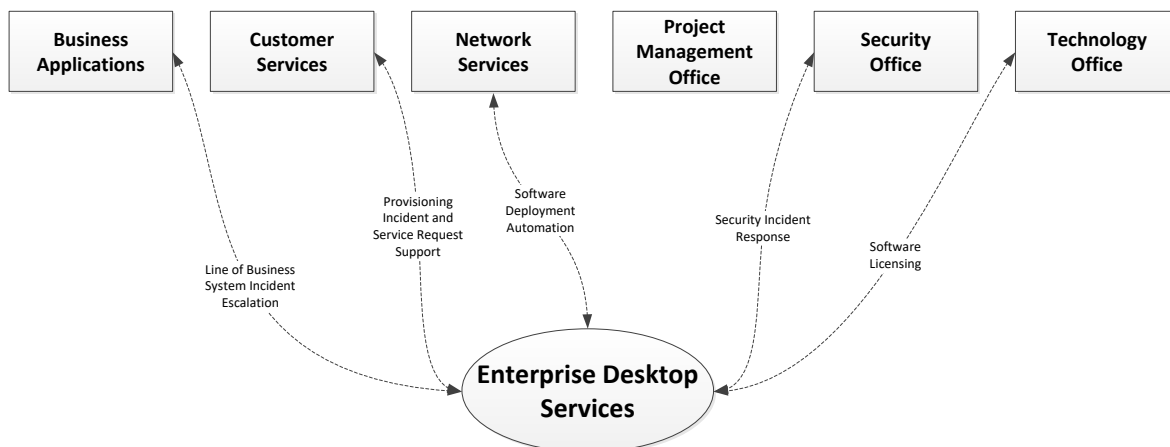 Business
Applications
Customer
Services
Network
Services
Project
Management
Office
Security
Office
Technology
Office
Line of Business
System Incident
Escalation
Provisioning
Incident and
Service Request
Support
Software
Deployment
Automation
Security Incident
Response
Software
Licensing
Enterprise Desktop
Services